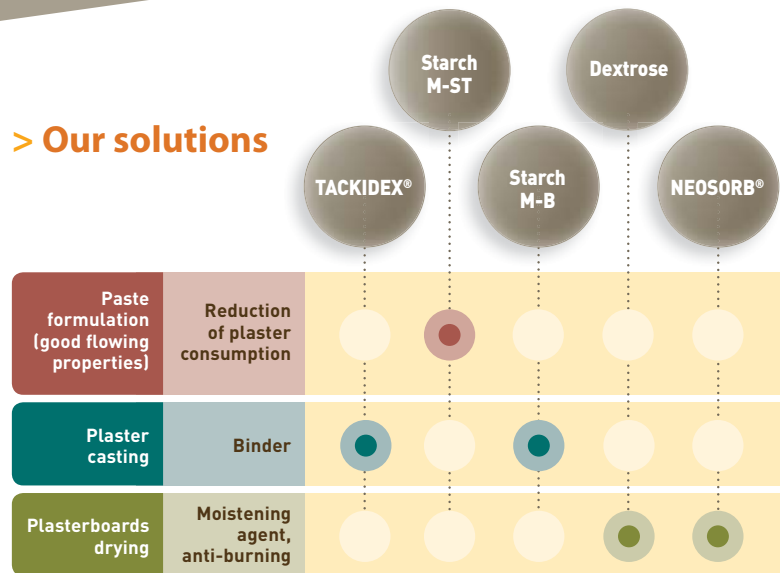 Starch
M-ST
Dextrose
> Our solutions
TACKIDEX®
Starch
M-B
NEOSORB®
Paste
formulation
(good flowing
properties)
Reduction
of plaster
consumption
Plaster
casting
Binder
Plasterboards
drying
Moistening
agent,
anti-burning